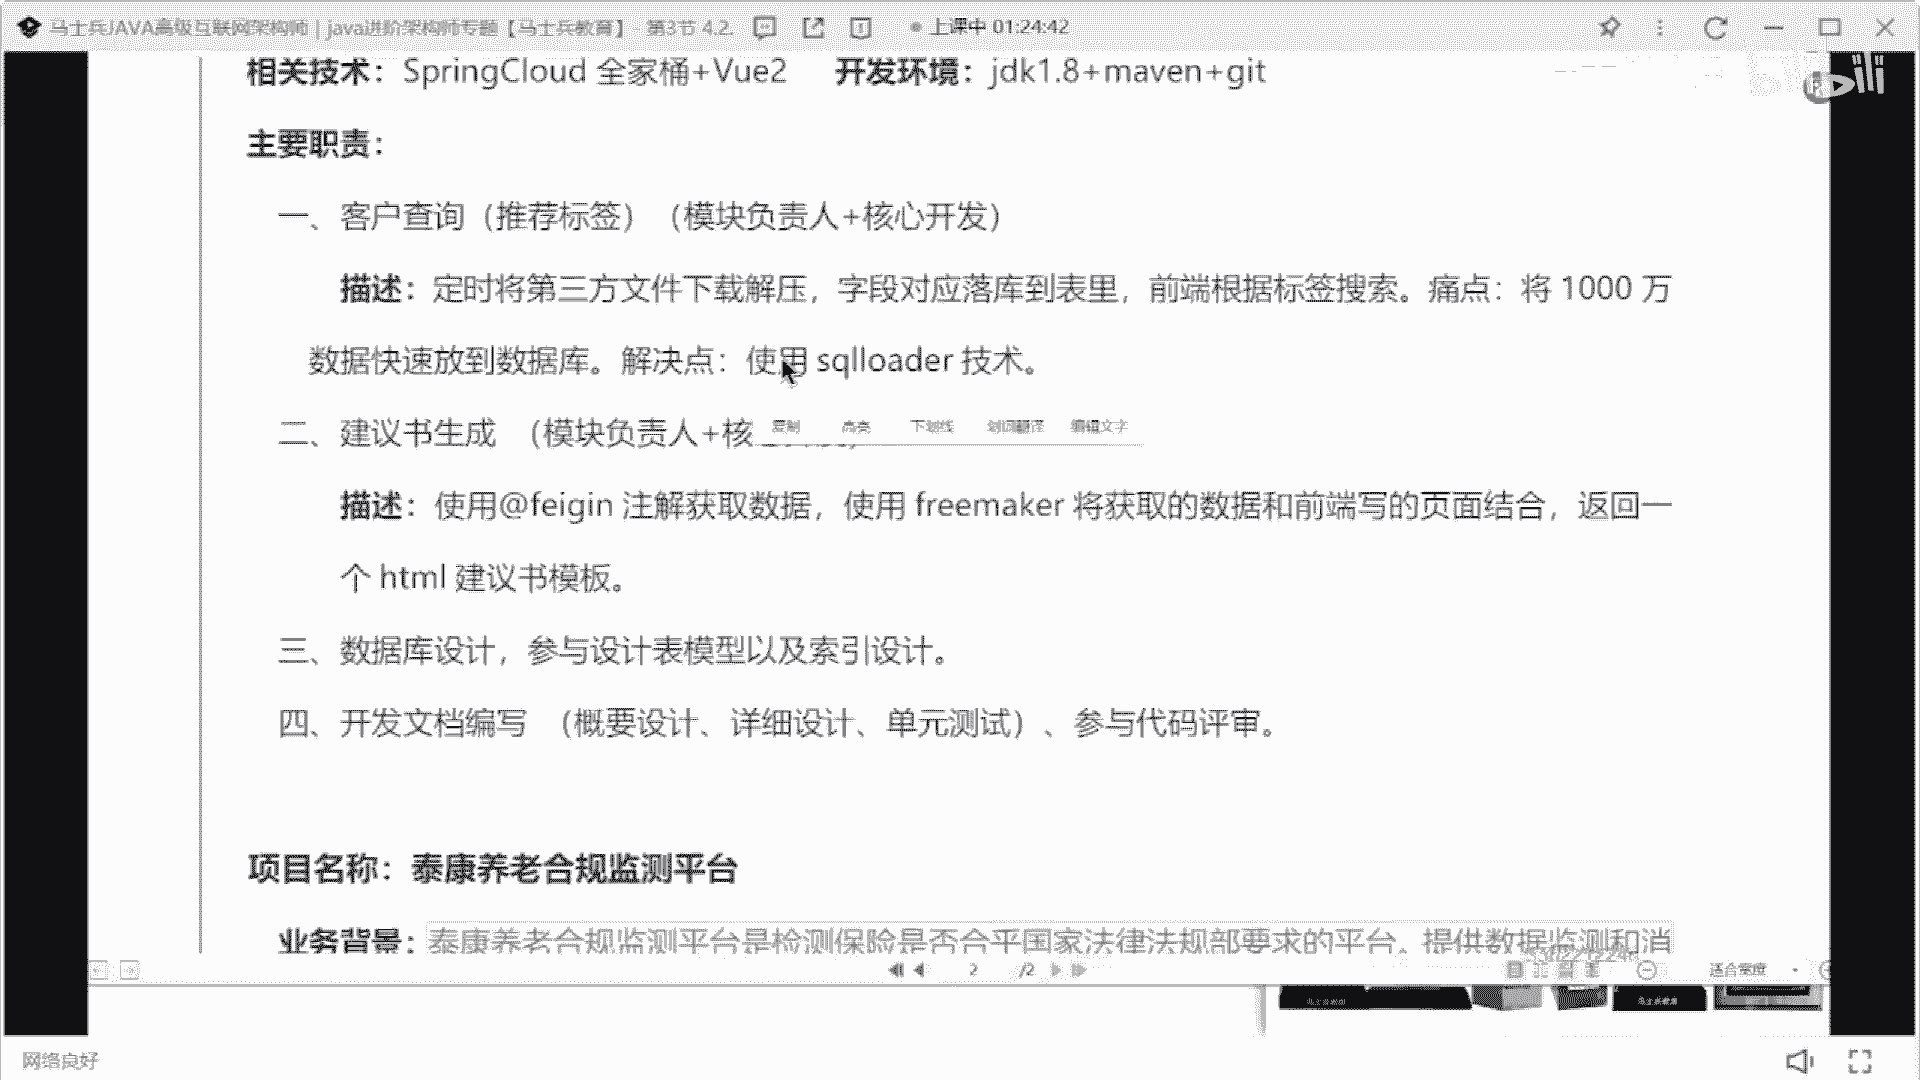 马士兵JAVA高级互联网架构师 | java进阶架构师专题【马士兵教育】 - 第3节 4.2. 上课中 01:24:42
相关技术：SpringCloud 全家桶+Vue2 开发环境：jdk1.8+maven+git
主要职责：
一、客户查询（推荐标签）（模块负责人+核心开发）
描述：定时将第三方文件下载解压，字段对应落库到表里，前端根据标签搜索。痛点：将 1000 万
数据快速放到数据库。解决点：使用 sqlloader 技术。
二、建议书生成 （模块负责人+核
复制 高亮 下划线 划词翻译 编辑文字
描述：使用@feigin 注解获取数据，使用 freemaker 将获取的数据和前端写的页面结合，返回一
个 html 建议书模板。
三、数据库设计，参与设计表模型以及索引设计。
四、开发文档编写 （概要设计、详细设计、单元测试）、参与代码评审。
项目名称：泰康养老合规监测平台
业务背景：泰康养老合规监测平台是检测保险是否合乎国家法律法规部要求的平台。提供数据监测和消
2 /2 适合宽度
网络良好